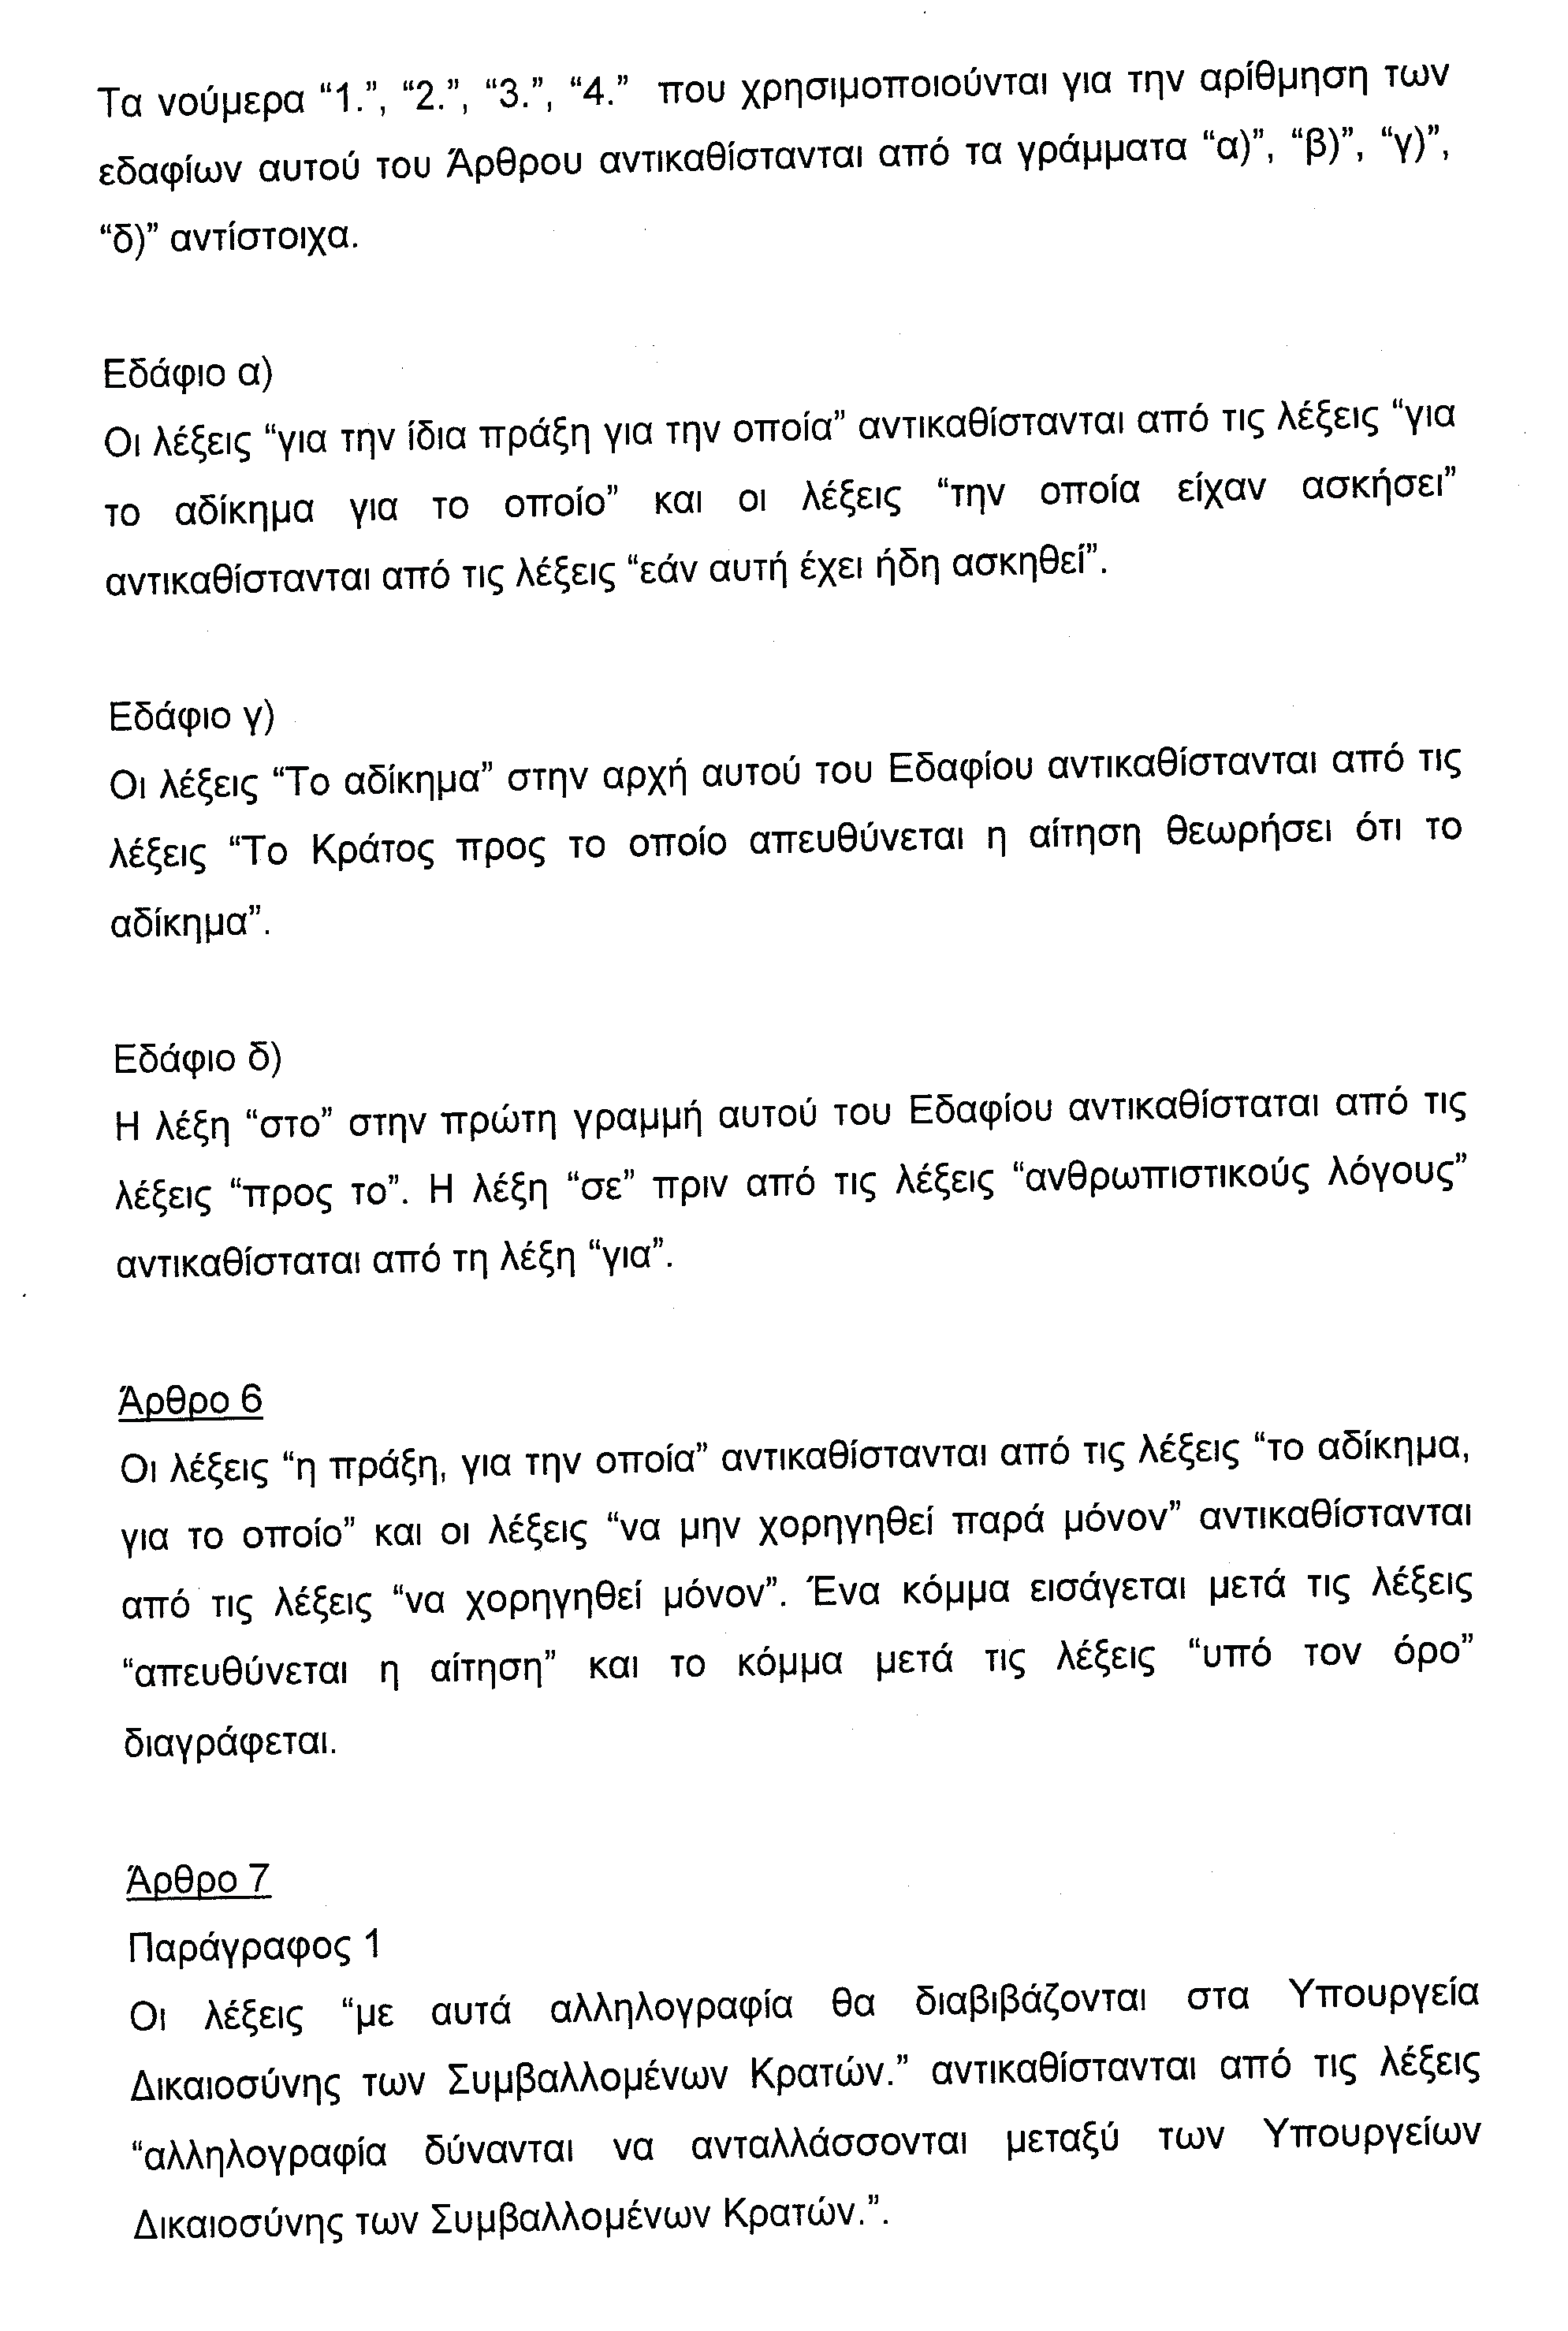 Τα νούμερα “1.”, “2.”, “3.”, “4.” που χρησιμοποιούνται για την αρίθμηση των
εδαφίων αυτού του Άρθρου αντικαθίστανται από τα γράμματα “α)”, “β)”, “γ)”,
“δ)” αντίστοιχα.
Εδάφιο α)
Οι λέξεις “για την ίδια πράξη για την οποία” αντικαθίστανται από τις λέξεις “για
το αδίκημα για το οποίο” και οι λέξεις “την οποία είχαν ασκήσει”
αντικαθίστανται από τις λέξεις “εάν αυτή έχει ήδη ασκηθεί”.
Εδάφιο γ)
Οι λέξεις “Το αδίκημα” στην αρχή αυτού του Εδαφίου αντικαθίστανται από τις
λέξεις “Το Κράτος προς το οποίο απευθύνεται η αίτηση θεωρήσει ότι το
αδίκημα”.
Εδάφιο δ)
Η λέξη “στο” στην πρώτη γραμμή αυτού του Εδαφίου αντικαθίσταται από τις
λέξεις “προς το”. Η λέξη “σε” πριν από τις λέξεις “ανθρωπιστικούς λόγους”
αντικαθίσταται από τη λέξη “για”.
Άρθρο 6
Οι λέξεις “η πράξη, για την οποία” αντικαθίστανται από τις λέξεις “το αδίκημα,
για το οποίο” και οι λέξεις “να μην χορηγηθεί παρά μόνον” αντικαθίστανται
από τις λέξεις “να χορηγηθεί μόνον”. Ένα κόμμα εισάγεται μετά τις λέξεις
“απευθύνεται η αίτηση” και το κόμμα μετά τις λέξεις “υπό τον όρο”
διαγράφεται.
Άρθρο 7
Παράγραφος 1
Οι λέξεις “με αυτά αλληλογραφία θα διαβιβάζονται στα Υπουργεία
Δικαιοσύνης των Συμβαλλομένων Κρατών.” αντικαθίστανται από τις λέξεις
“αλληλογραφία δύνανται να ανταλλάσσονται μεταξύ των Υπουργείων
Δικαιοσύνης των Συμβαλλομένων Κρατών.”.